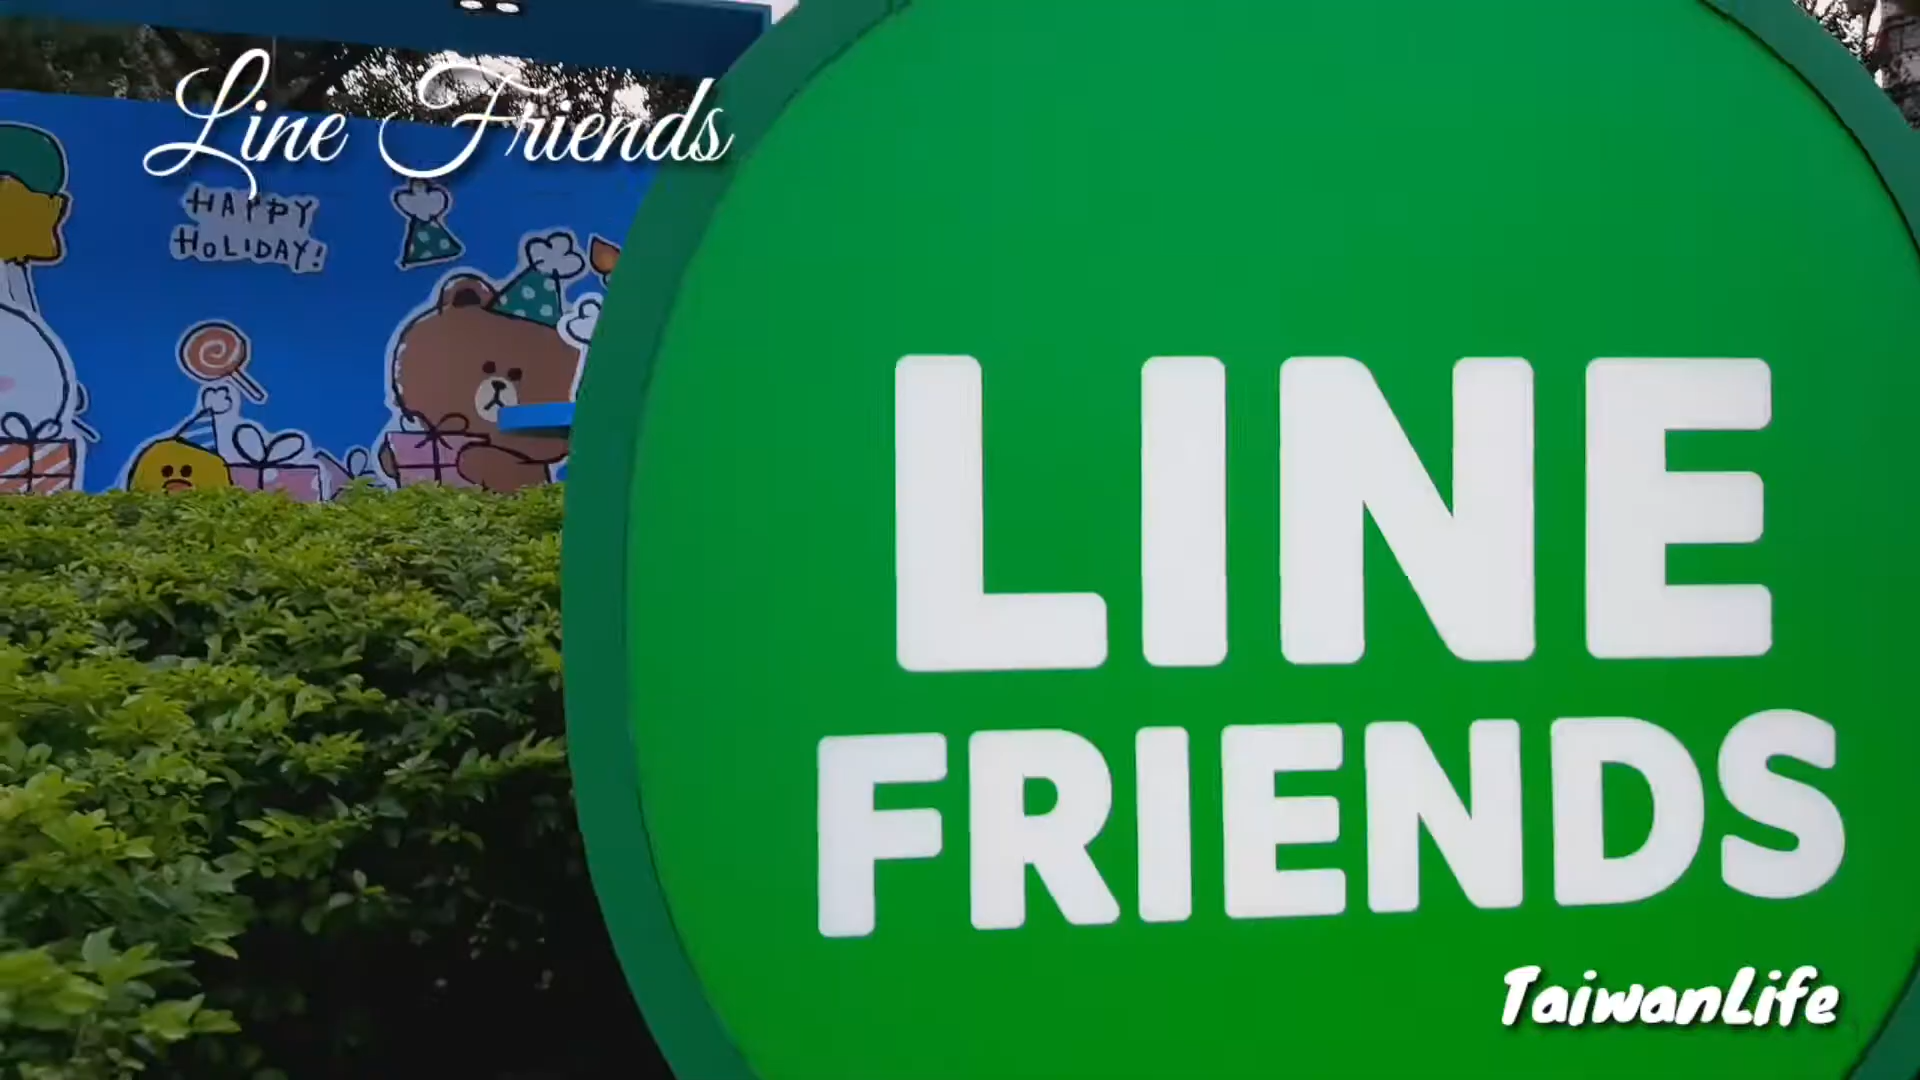 Line Friends
HAPPY
HOLIDAY!
LINE
FRIENDS
TaiwanLife